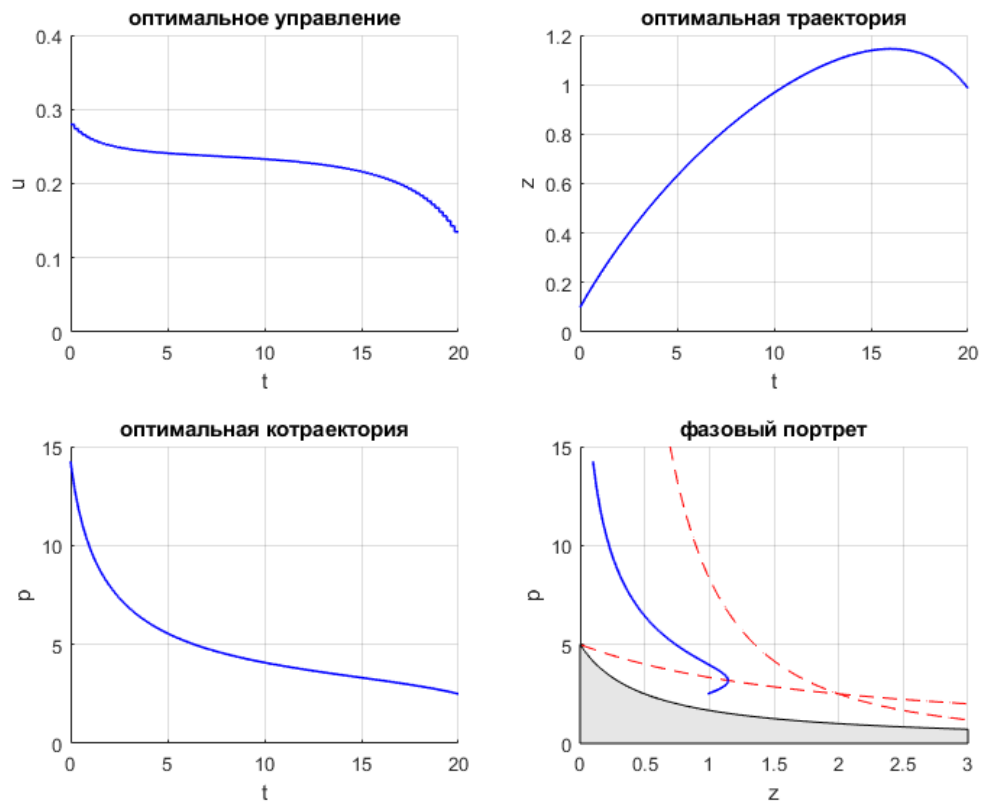 оптимальное управление
0.4
0.3
0.2
0.1
0
u
0 5 10 15 20
t
оптимальная траектория
1.2
1
0.8
0.6
0.4
0.2
0
z
0 5 10 15 20
t
оптимальная котраектория
15
10
5
0
p
0 5 10 15 20
t
фазовый портрет
15
10
5
0
p
0 0.5 1 1.5 2 2.5 3
z